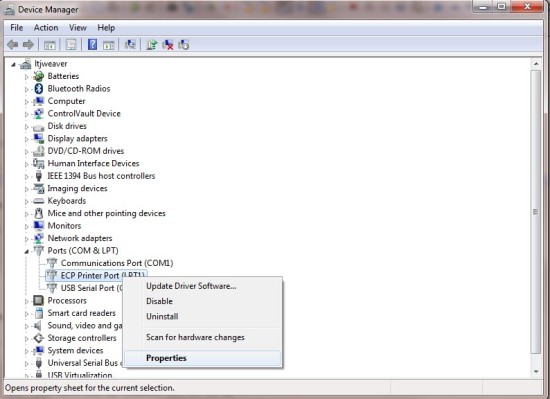 Device Manager
File Action View Help
ltjweaver
Batteries
Bluetooth Radios
Computer
ControlVault Device
Disk drives
Display adapters
DVD/CD-ROM drives
Human Interface Devices
IEEE 1394 Bus host controllers
Imaging devices
Keyboards
Mice and other pointing devices
Monitors
Network adapters
Ports (COM & LPT)
Communications Port (COM1)
ECP Printer Port (LPT1)
USB Serial Port (
Processors
Smart card readers
Sound, video and ga
Storage controllers
System devices
Universal Serial Bus
USB Virtualization
Update Driver Software...
Disable
Uninstall
Scan for hardware changes
Properties
Opens property sheet for the current selection.